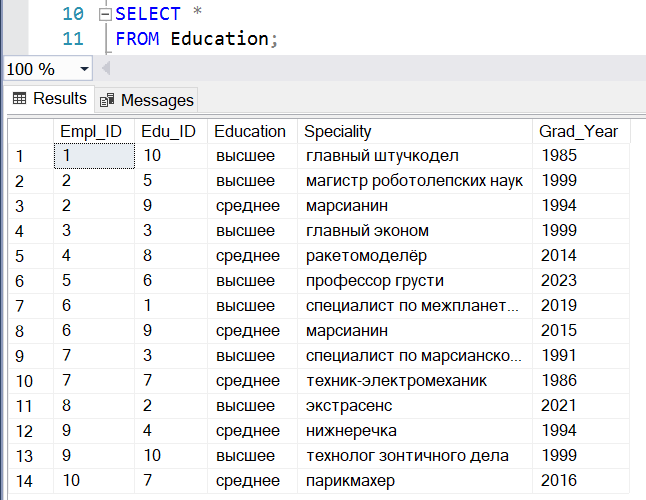 10 SELECT *
11 FROM Education;
100 %
Results Messages
Empl_ID Edu_ID Education Speciality Grad_Year
1 1 10 высшее главный штучкодел 1985
2 2 5 высшее магистр роботолепских наук 1999
3 2 9 среднее марсианин 1994
4 3 3 высшее главный эконом 1999
5 4 8 среднее ракетомоделёр 2014
6 5 6 высшее профессор грусти 2023
7 6 1 высшее специалист по межпланет... 2019
8 6 9 среднее марсианин 2015
9 7 3 высшее специалист по марсианско... 1991
10 7 7 среднее техник-электромеханик 1986
11 8 2 высшее экстрасенс 2021
12 9 4 среднее нижнеречка 1994
13 9 10 высшее технолог зонтичного дела 1999
14 10 7 среднее парикмахер 2016